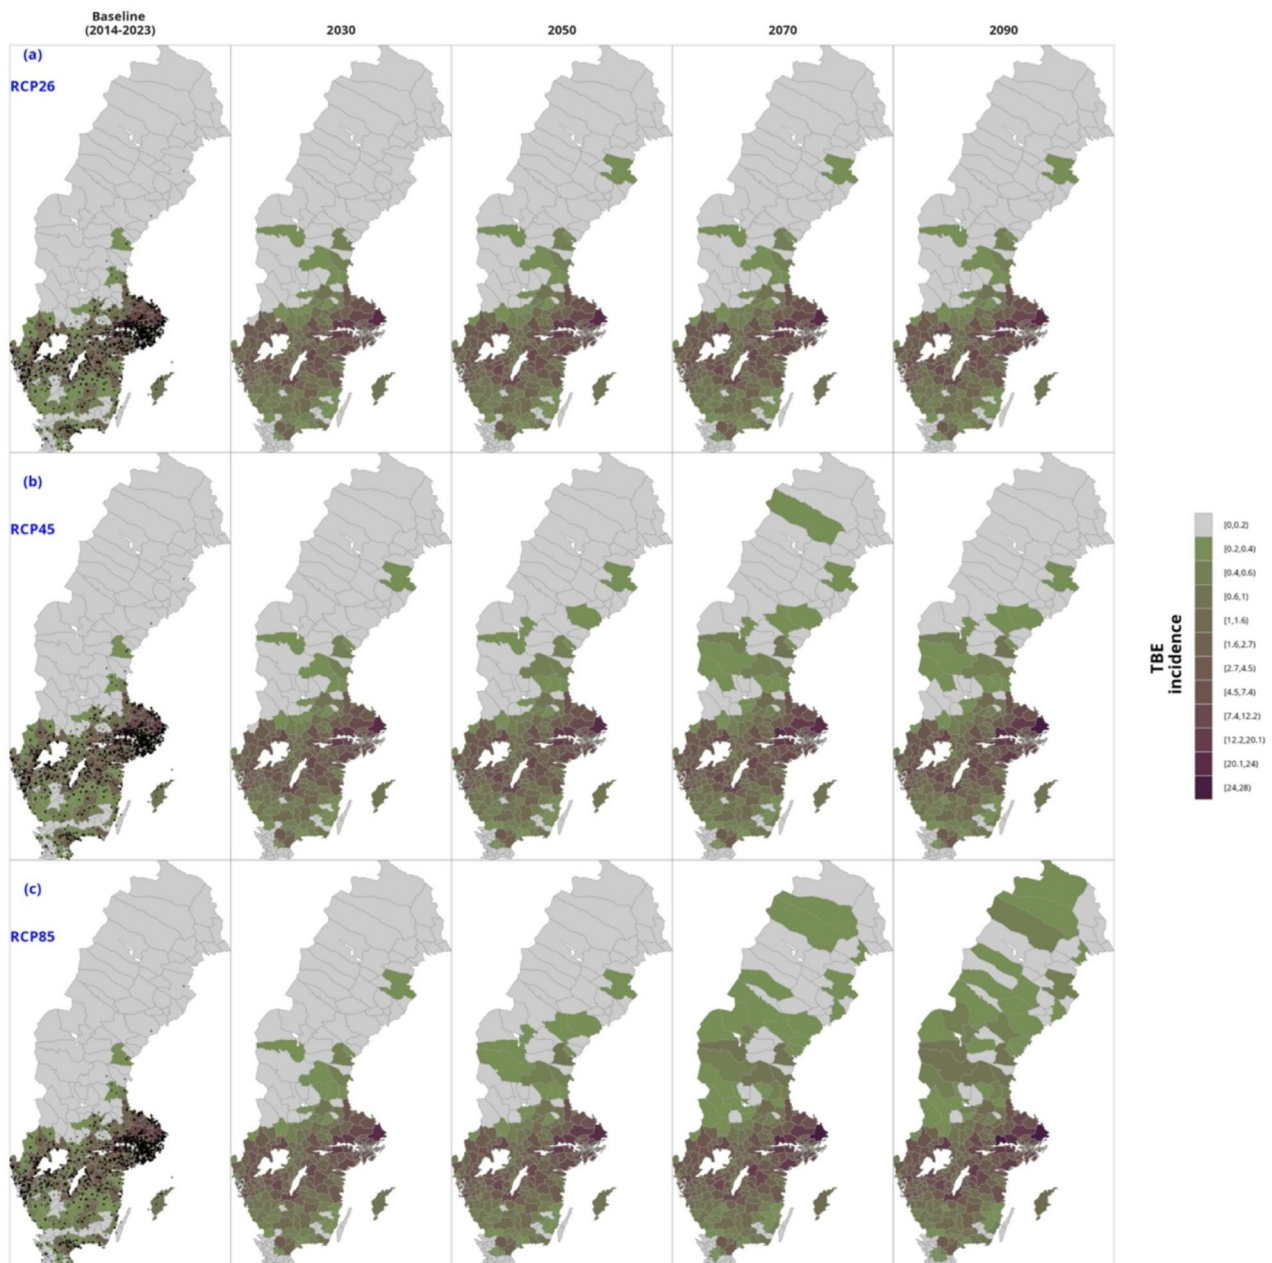 Baseline
(2014-2023)
2030
2050
2070
2090
(a)
RCP26
(b)
RCP45
(c)
RCP85
TBE
incidence
[0,0.2)
[0.2,0.4)
[0.4,0.6)
[0.6,1)
[1,1.6)
[1.6,2.7)
[2.7,4.5)
[4.5,7.4)
[7.4,12.2)
[12.2,20.1)
[20.1,24)
[24,28)